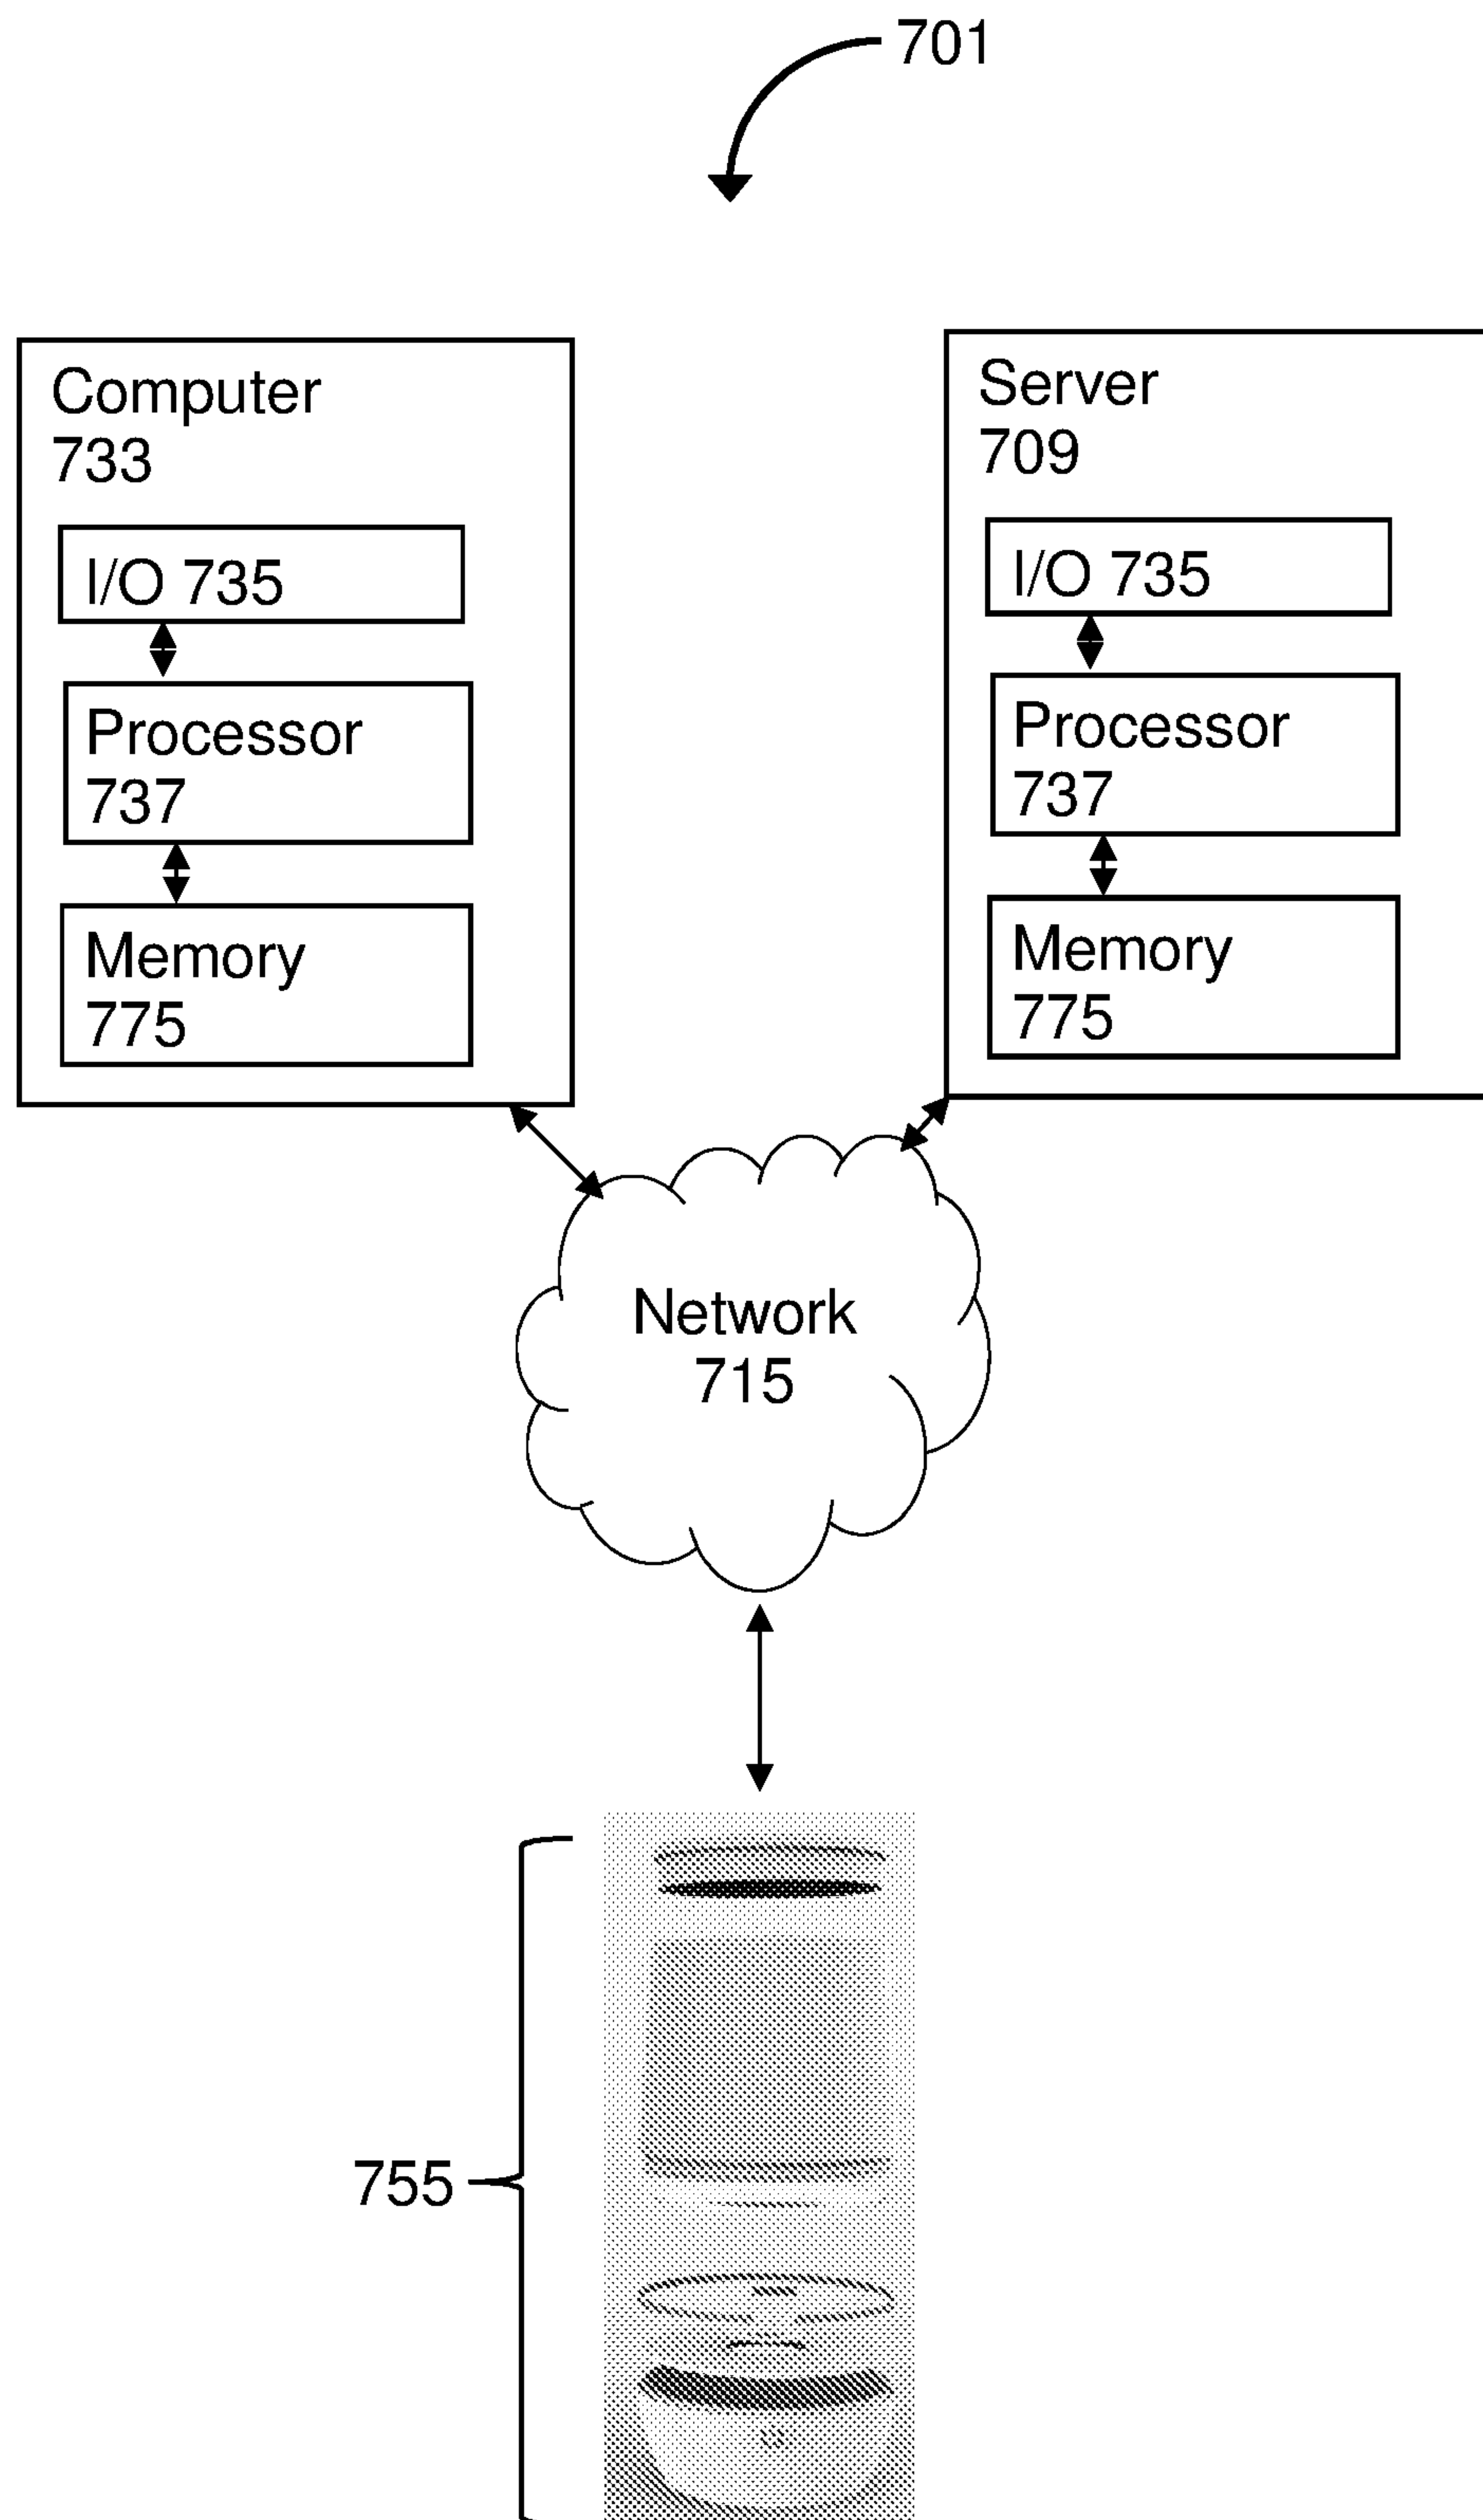 701
Computer
733
I/O 735
Processor
737
Memory
775
Server
709
I/O 735
Processor
737
Memory
775
Network
715
755